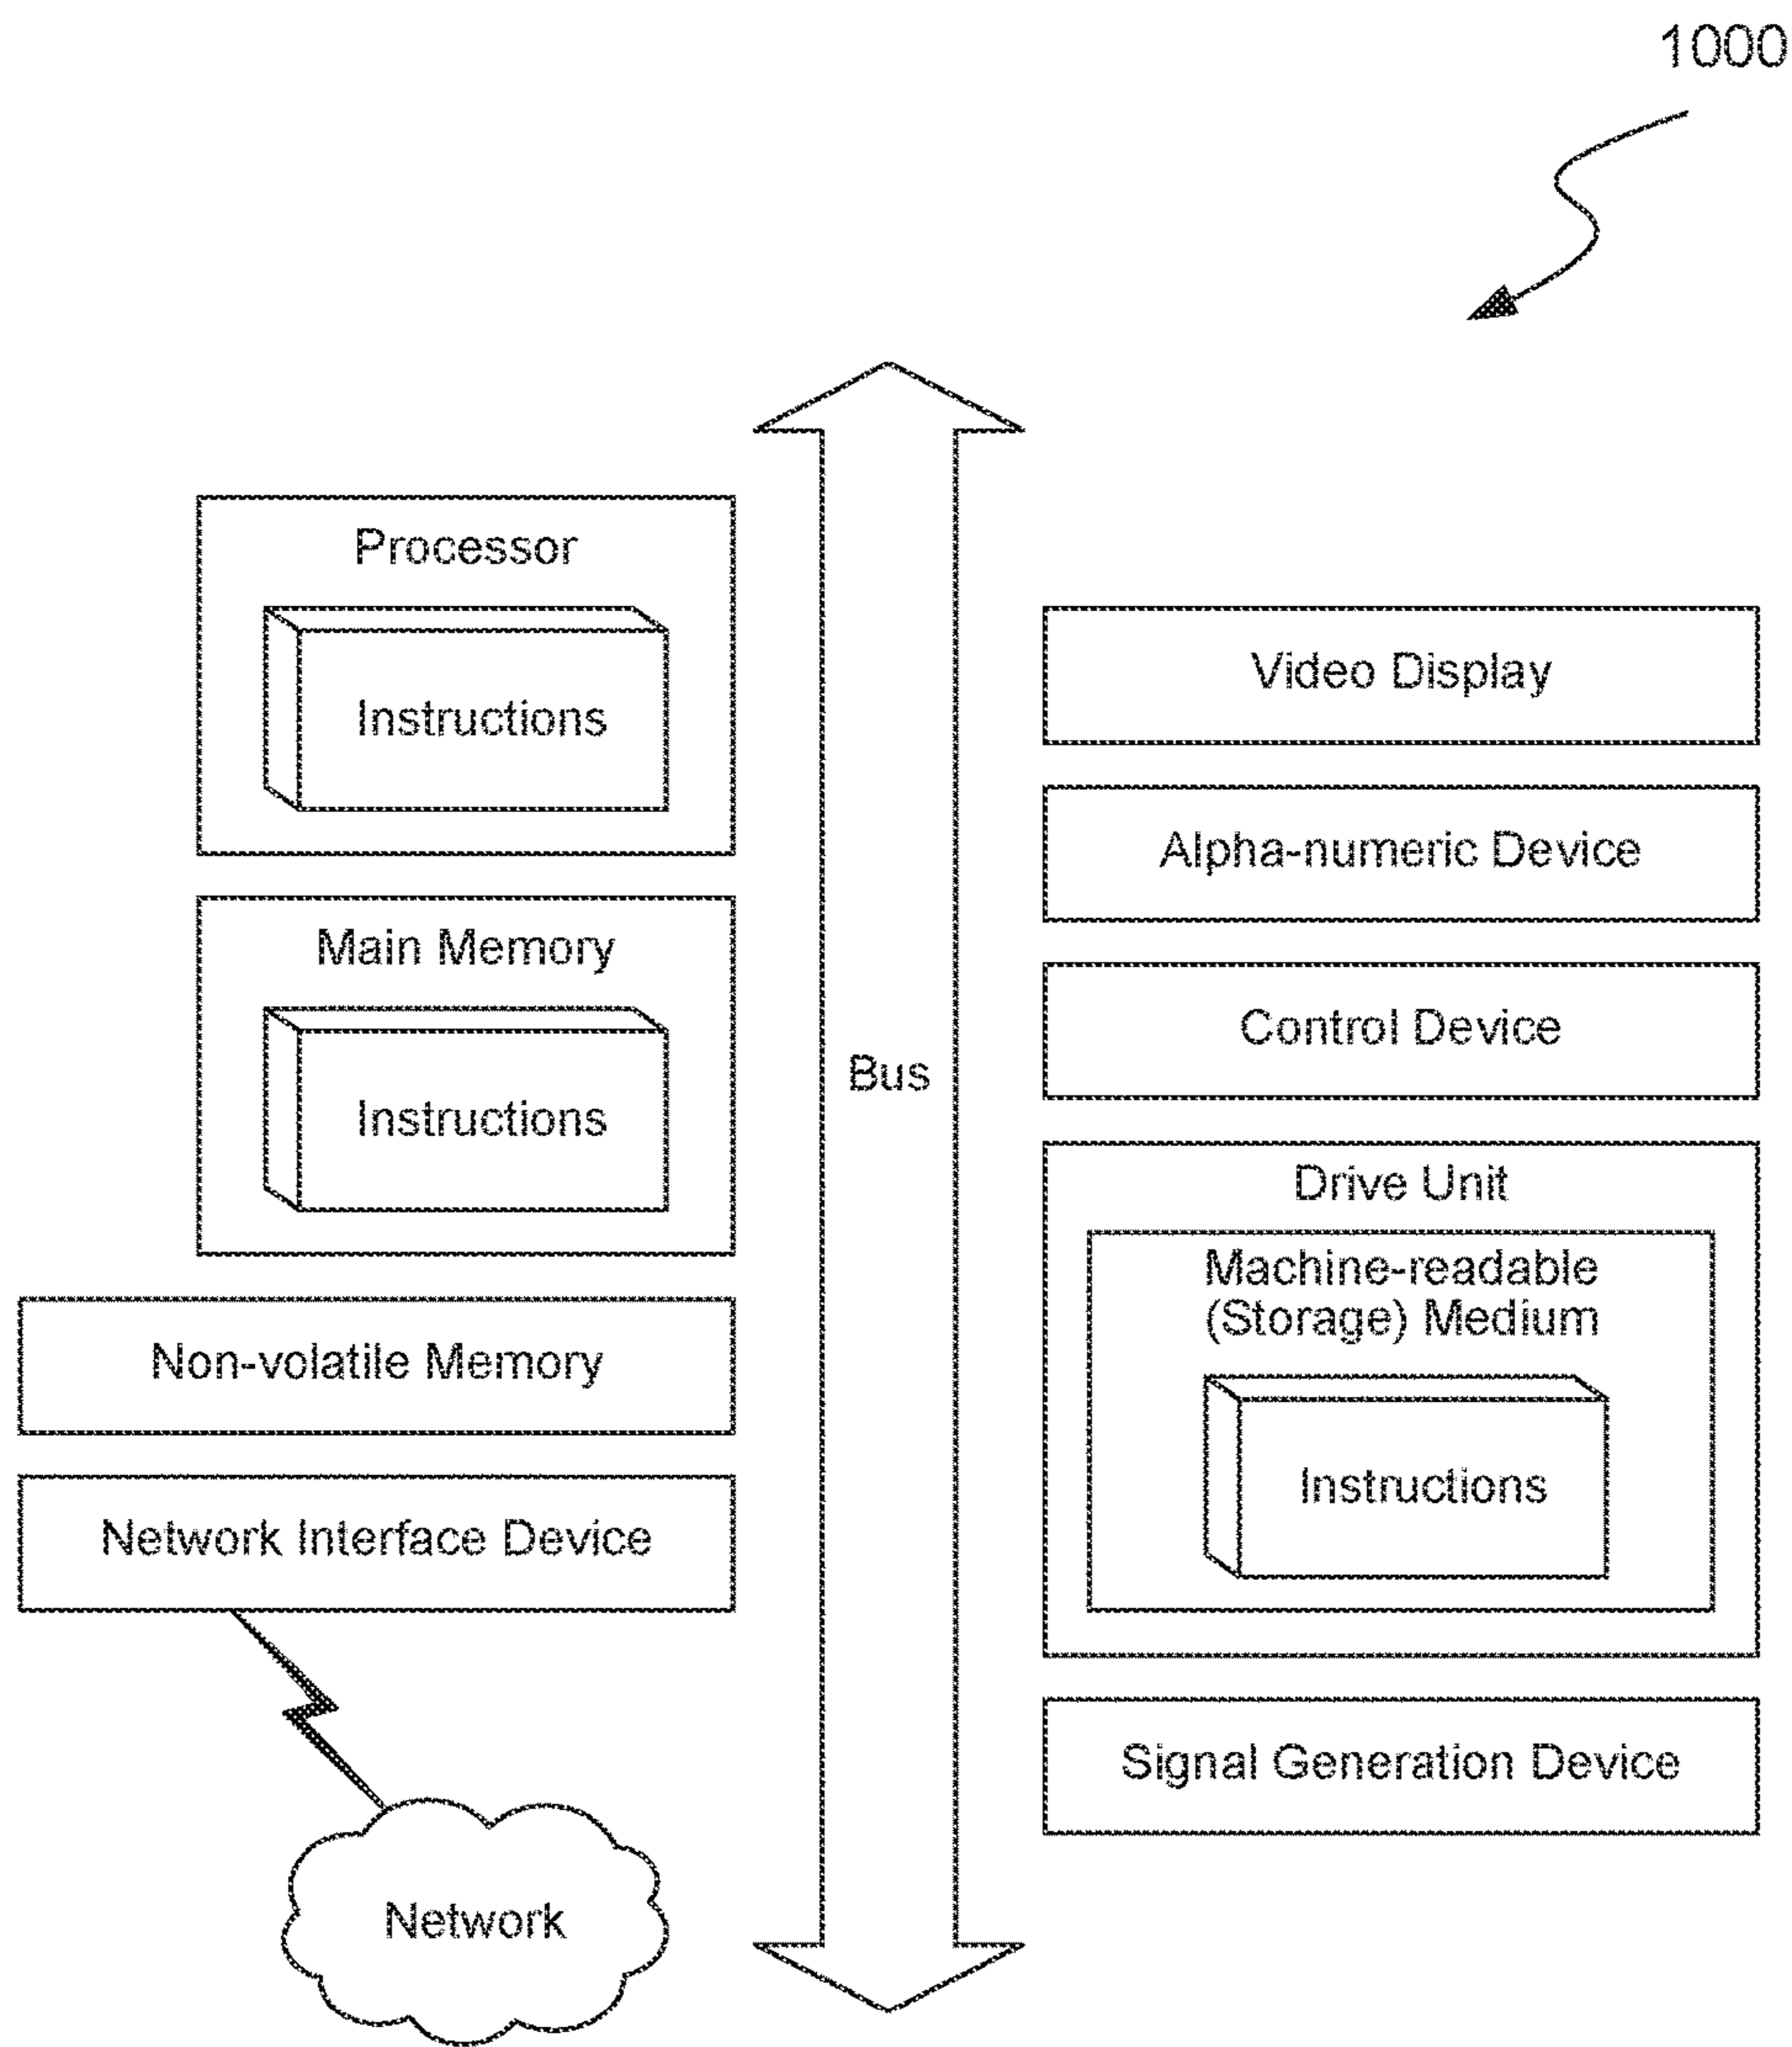 1000
Processor
Instructions
Main Memory
Instructions
Non-volatile Memory
Network Interface Device
Network
Bus
Video Display
Alpha-numeric Device
Control Device
Drive Unit
Machine-readable
(Storage) Medium
Instructions
Signal Generation Device